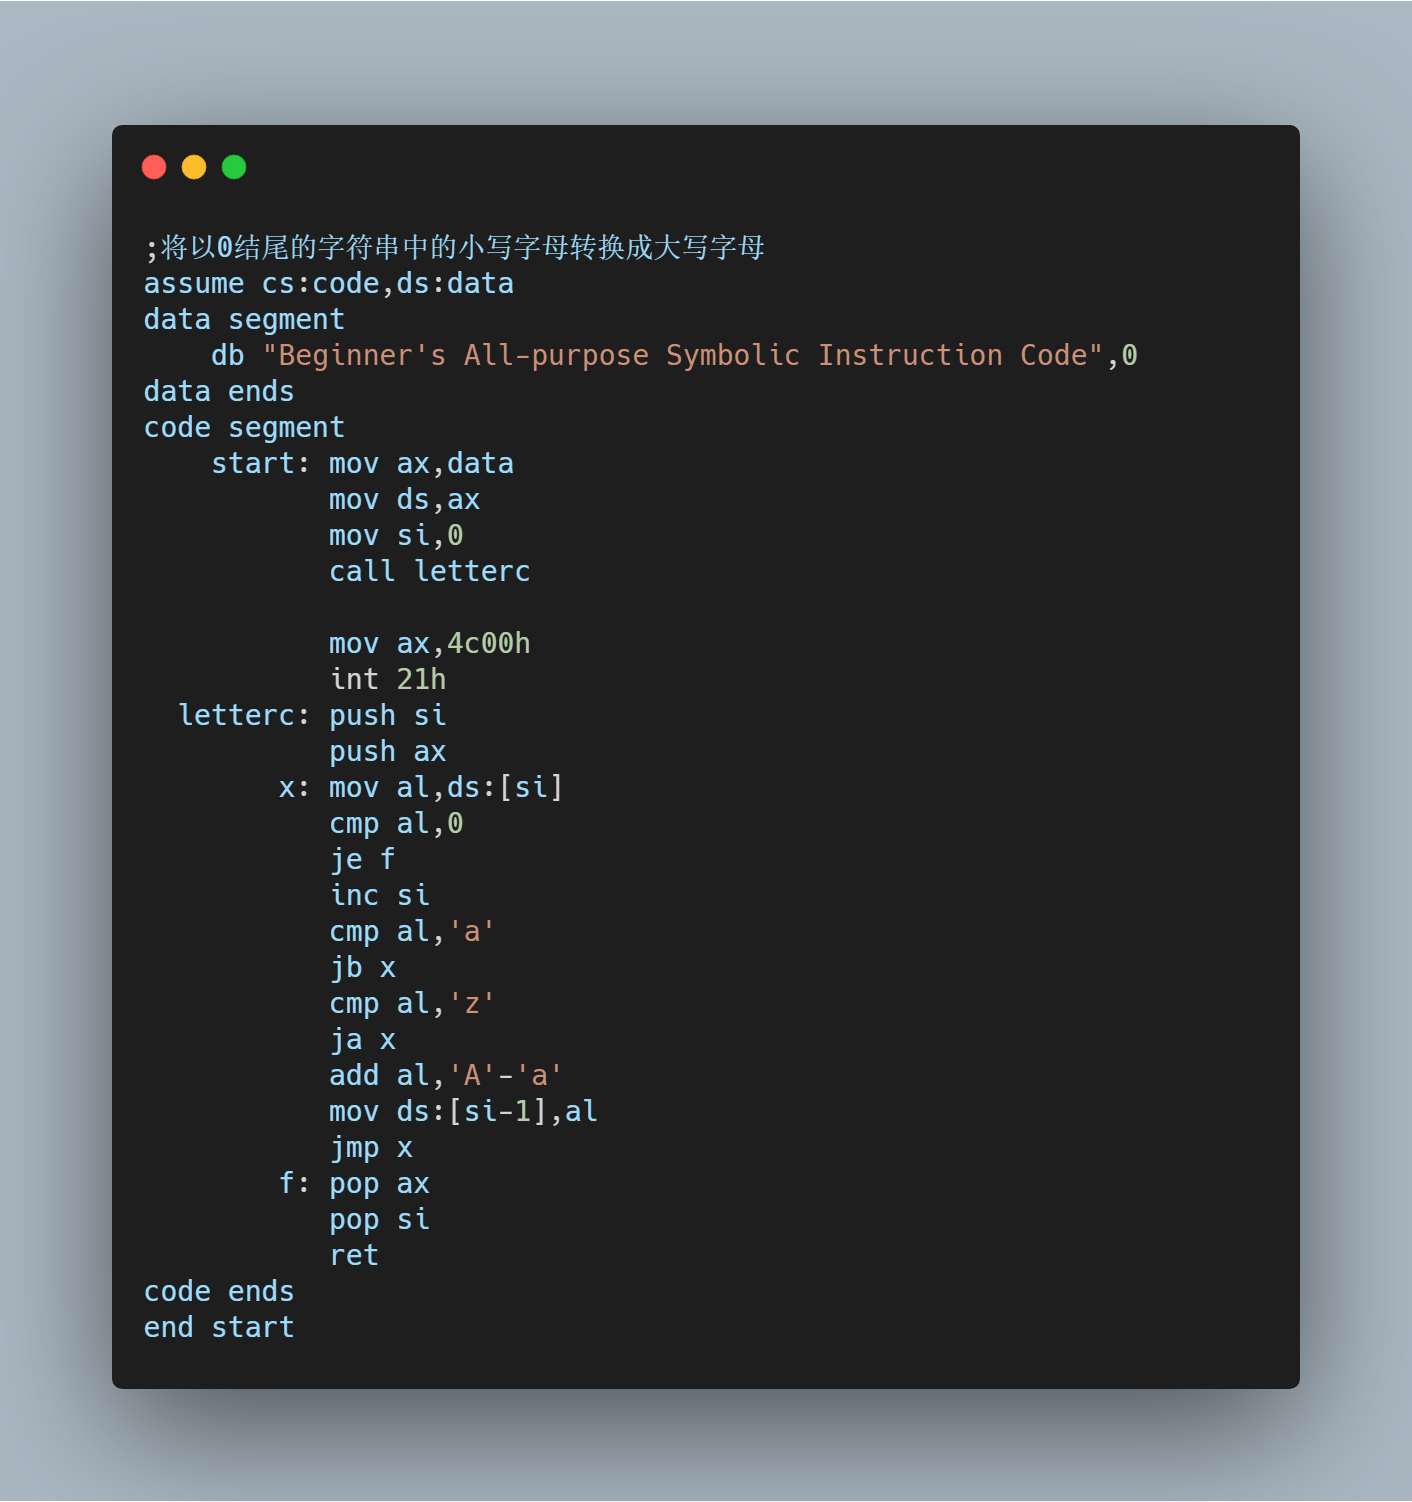 ;将以0结尾的字符串中的小写字母转换成大写字母
assume cs:code,ds:data
data segment
    db "Beginner's All-purpose Symbolic Instruction Code",0
data ends
code segment
    start: mov ax,data
           mov ds,ax
           mov si,0
           call letterc

           mov ax,4c00h
           int 21h
  letterc: push si
           push ax
        x: mov al,ds:[si]
           cmp al,0
           je f
           inc si
           cmp al,'a'
           jb x
           cmp al,'z'
           ja x
           add al,'A'-'a'
           mov ds:[si-1],al
           jmp x
        f: pop ax
           pop si
           ret
code ends
end start